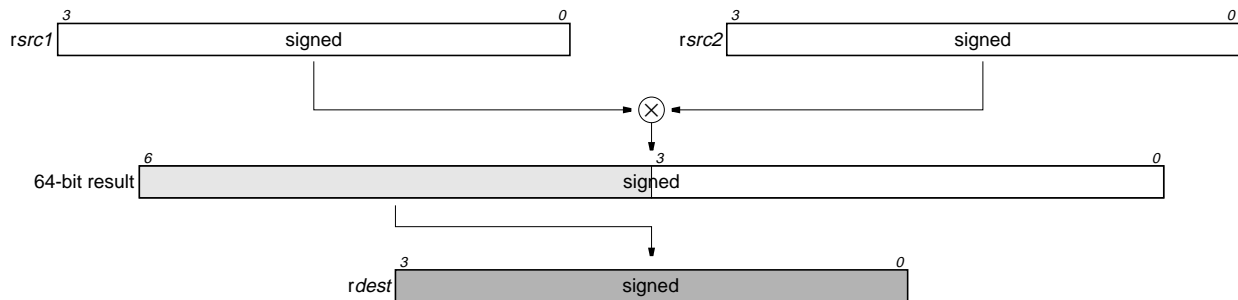 3 0 3 0
rsrc1 signed rsrc2 signed
6 3 0
64-bit result signed
3 0
rdest signed